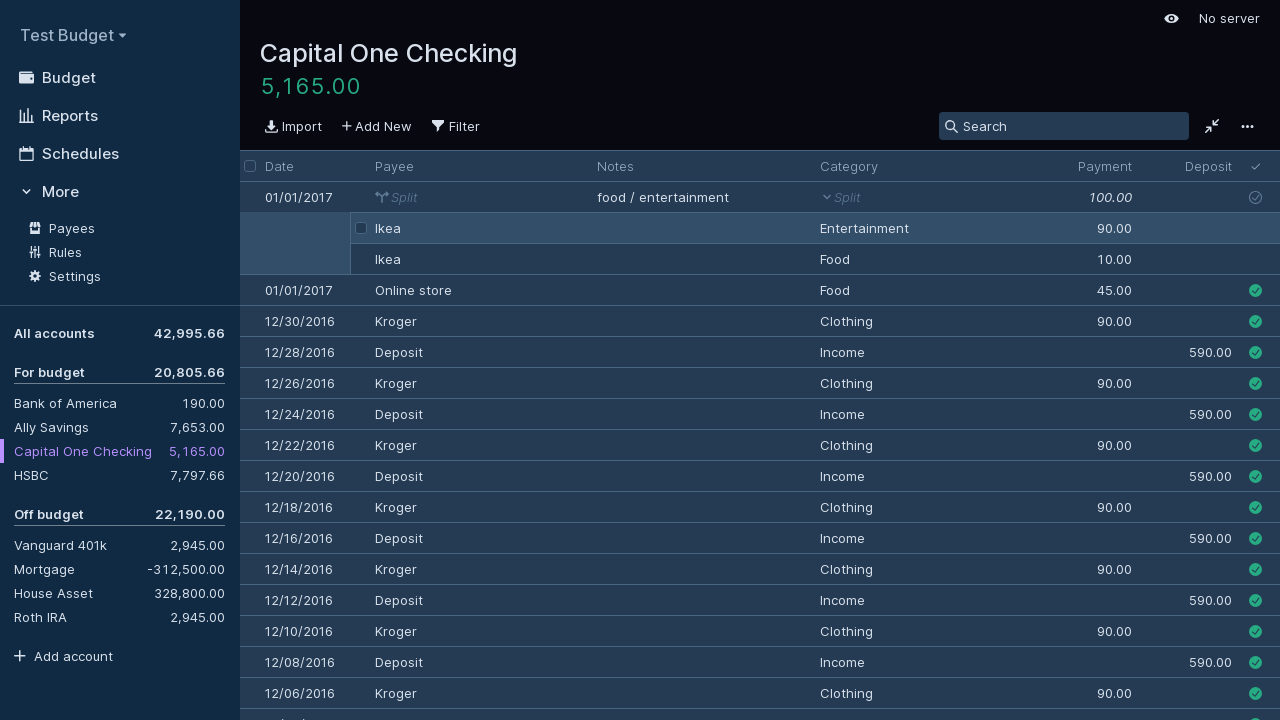 Test Budget
Budget
Reports
Schedules
More
Payees
Rules
Settings
All accounts 42,995.66
For budget 20,805.66
Bank of America 190.00
Ally Savings 7,653.00
Capital One Checking 5,165.00
HSBC 7,797.66
Off budget 22,190.00
Vanguard 401k 2,945.00
Mortgage -312,500.00
House Asset 328,800.00
Roth IRA 2,945.00
Add account
No server
Capital One Checking
5,165.00
Import Add New Filter Search
Date Payee Notes Category Payment Deposit
01/01/2017 Split food / entertainment Split 100.00
Ikea Entertainment 90.00
Ikea Food 10.00
01/01/2017 Online store Food 45.00
12/30/2016 Kroger Clothing 90.00
12/28/2016 Deposit Income 590.00
12/26/2016 Kroger Clothing 90.00
12/24/2016 Deposit Income 590.00
12/22/2016 Kroger Clothing 90.00
12/20/2016 Deposit Income 590.00
12/18/2016 Kroger Clothing 90.00
12/16/2016 Deposit Income 590.00
12/14/2016 Kroger Clothing 90.00
12/12/2016 Deposit Income 590.00
12/10/2016 Kroger Clothing 90.00
12/08/2016 Deposit Income 590.00
12/06/2016 Kroger Clothing 90.00